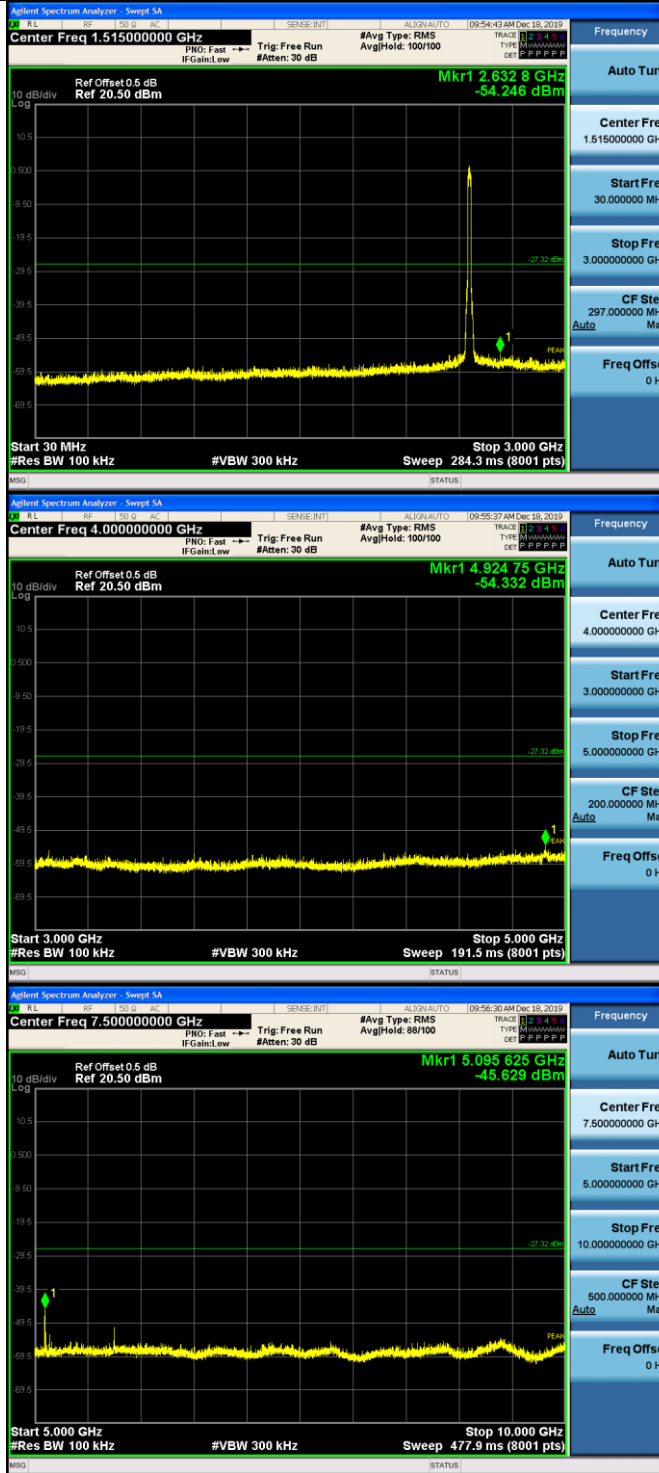 Agilent Spectrum Analyzer - Swept SA
RL RF 50 Ω AC SENSE:INT ALIGNAUTO 09:54:43 AM Dec 18, 2019
Center Freq 1.515000000 GHz #Avg Type: RMS TRACE 1 2 3 4 5 6 Frequency
PNO: Fast Trig: Free Run Avg|Hold: 100/100 TYPE M
IFGain:Low #Atten: 30 dB DET P P P P P P
Mkr1 2.632 8 GHz Auto Tun
Ref Offset 0.5 dB
10 dB/div Ref 20.50 dBm -54.246 dBm
Log
Center Fre
10.5 1.515000000 GH
0.500
Start Fre
-9.50 30.000000 MH
-19.5
Stop Fre
-27.32 dBm 3.000000000 GH
-29.5
CF Ste
-39.5 297.000000 MH
Auto Ma
-49.5 1
PEAK Freq Offse
-59.5 0 H
-69.5
Start 30 MHz Stop 3.000 GHz
#Res BW 100 kHz #VBW 300 kHz Sweep 284.3 ms (8001 pts)
MSG STATUS
Agilent Spectrum Analyzer - Swept SA
RL RF 50 Ω AC SENSE:INT ALIGNAUTO 09:55:37 AM Dec 18, 2019
Center Freq 4.000000000 GHz #Avg Type: RMS TRACE 1 2 3 4 5 6 Frequency
PNO: Fast Trig: Free Run Avg|Hold: 100/100 TYPE M
IFGain:Low #Atten: 30 dB DET P P P P P P
Mkr1 4.924 75 GHz Auto Tun
Ref Offset 0.5 dB
10 dB/div Ref 20.50 dBm -54.332 dBm
Log
Center Fre
10.5 4.000000000 GH
0.500
Start Fre
-9.50 3.000000000 GH
-19.5
Stop Fre
-27.32 dBm 5.000000000 GH
-29.5
CF Ste
-39.5 200.000000 MH
Auto Ma
-49.5 1
PEAK Freq Offse
-59.5 0 H
-69.5
Start 3.000 GHz Stop 5.000 GHz
#Res BW 100 kHz #VBW 300 kHz Sweep 191.5 ms (8001 pts)
MSG STATUS
Agilent Spectrum Analyzer - Swept SA
RL RF 50 Ω AC SENSE:INT ALIGNAUTO 09:56:30 AM Dec 18, 2019
Center Freq 7.500000000 GHz #Avg Type: RMS TRACE 1 2 3 4 5 6 Frequency
PNO: Fast Trig: Free Run Avg|Hold: 88/100 TYPE M
IFGain:Low #Atten: 30 dB DET P P P P P P
Mkr1 5.095 625 GHz Auto Tun
Ref Offset 0.5 dB
10 dB/div Ref 20.50 dBm -45.629 dBm
Log
Center Fre
10.5 7.500000000 GH
0.500
Start Fre
-9.50 5.000000000 GH
-19.5
Stop Fre
-27.32 dBm 10.000000000 GH
-29.5
CF Ste
-39.5 1 500.000000 MH
Auto Ma
-49.5
PEAK Freq Offse
-59.5 0 H
-69.5
Start 5.000 GHz Stop 10.000 GHz
#Res BW 100 kHz #VBW 300 kHz Sweep 477.9 ms (8001 pts)
MSG STATUS